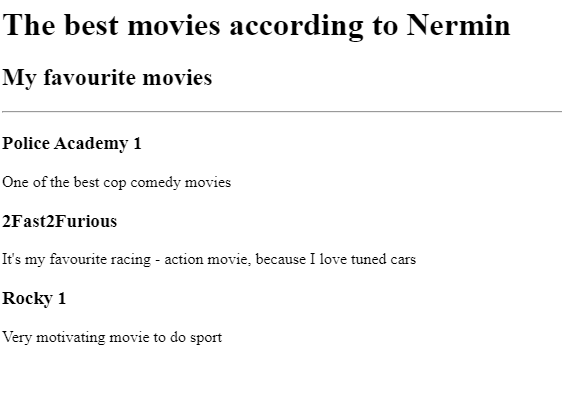 The best movies according to Nermin
My favourite movies
Police Academy 1
One of the best cop comedy movies
2Fast2Furious
It's my favourite racing - action movie, because I love tuned cars
Rocky 1
Very motivating movie to do sport